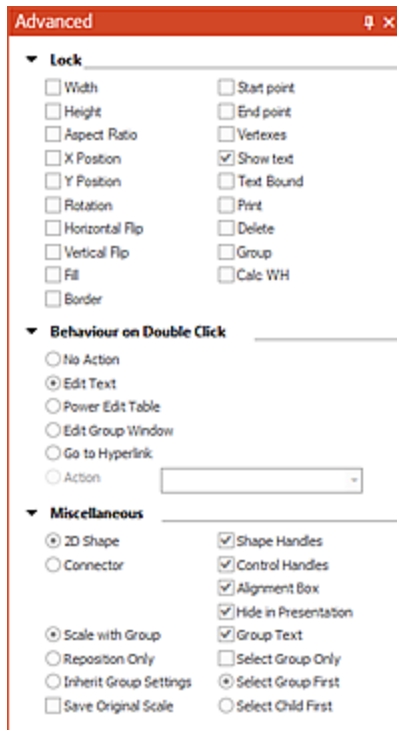 Advanced
Lock
Width Start point
Height End point
Aspect Ratio Vertexes
X Position Show text
Y Position Text Bound
Rotation Print
Horizontal Flip Delete
Vertical Flip Group
Fill Calc WH
Border
Behaviour on Double Click
No Action
Edit Text
Power Edit Table
Edit Group Window
Go to Hyperlink
Action
Miscellaneous
2D Shape Shape Handles
Connector Control Handles
Alignment Box
Hide in Presentation
Scale with Group Group Text
Reposition Only Select Group Only
Inherit Group Settings Select Group First
Save Original Scale Select Child First